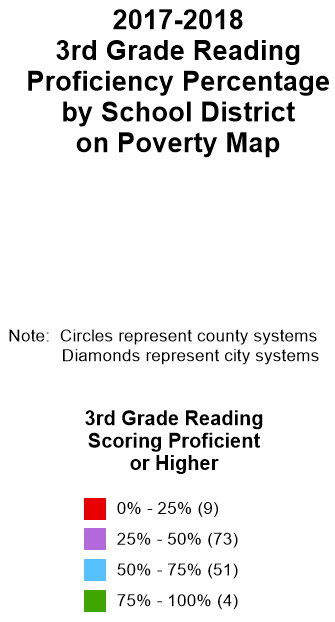 2017-2018
3rd Grade Reading
Proficiency Percentage
by School District
on Poverty Map
Note: Circles represent county systems
Diamonds represent city systems
3rd Grade Reading
Scoring Proficient
or Higher
0% - 25% (9)
25% - 50% (73)
50% - 75% (51)
75% - 100% (4)